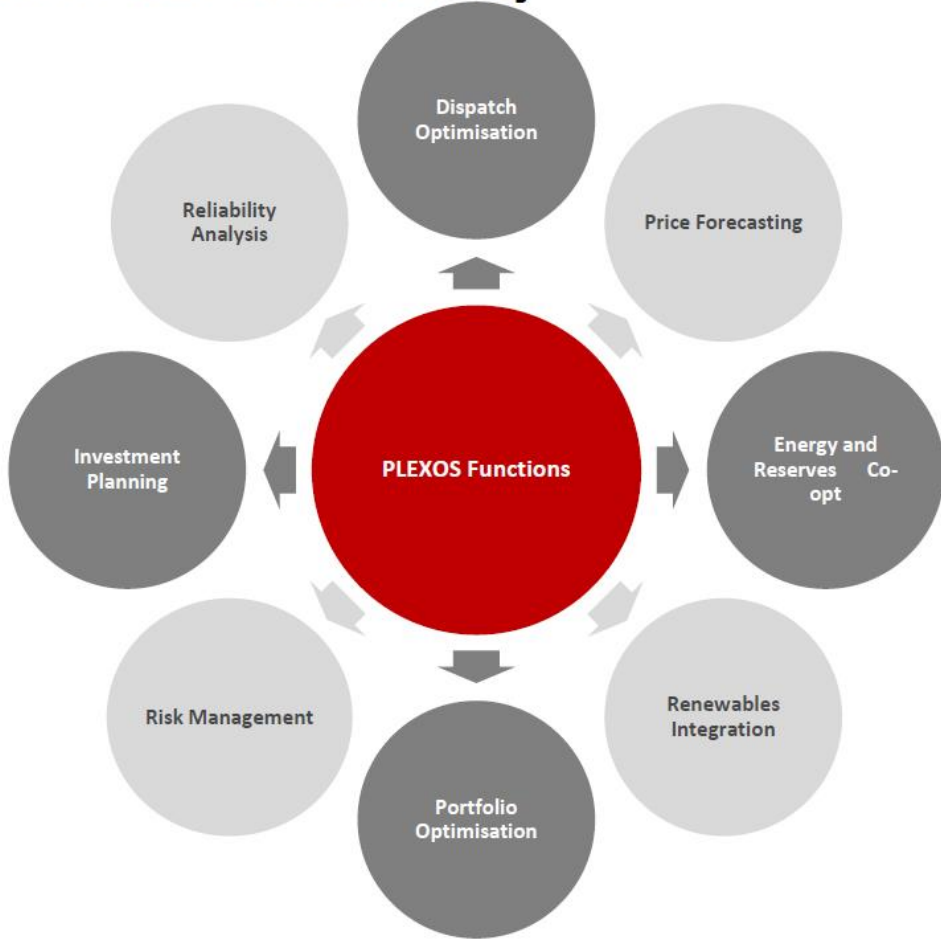 Dispatch
Optimisation
Reliability
Analysis
Price Forecasting
Investment
Planning
PLEXOS Functions
Energy and
Reserves Co-
opt
Risk Management
Renewables
Integration
Portfolio
Optimisation